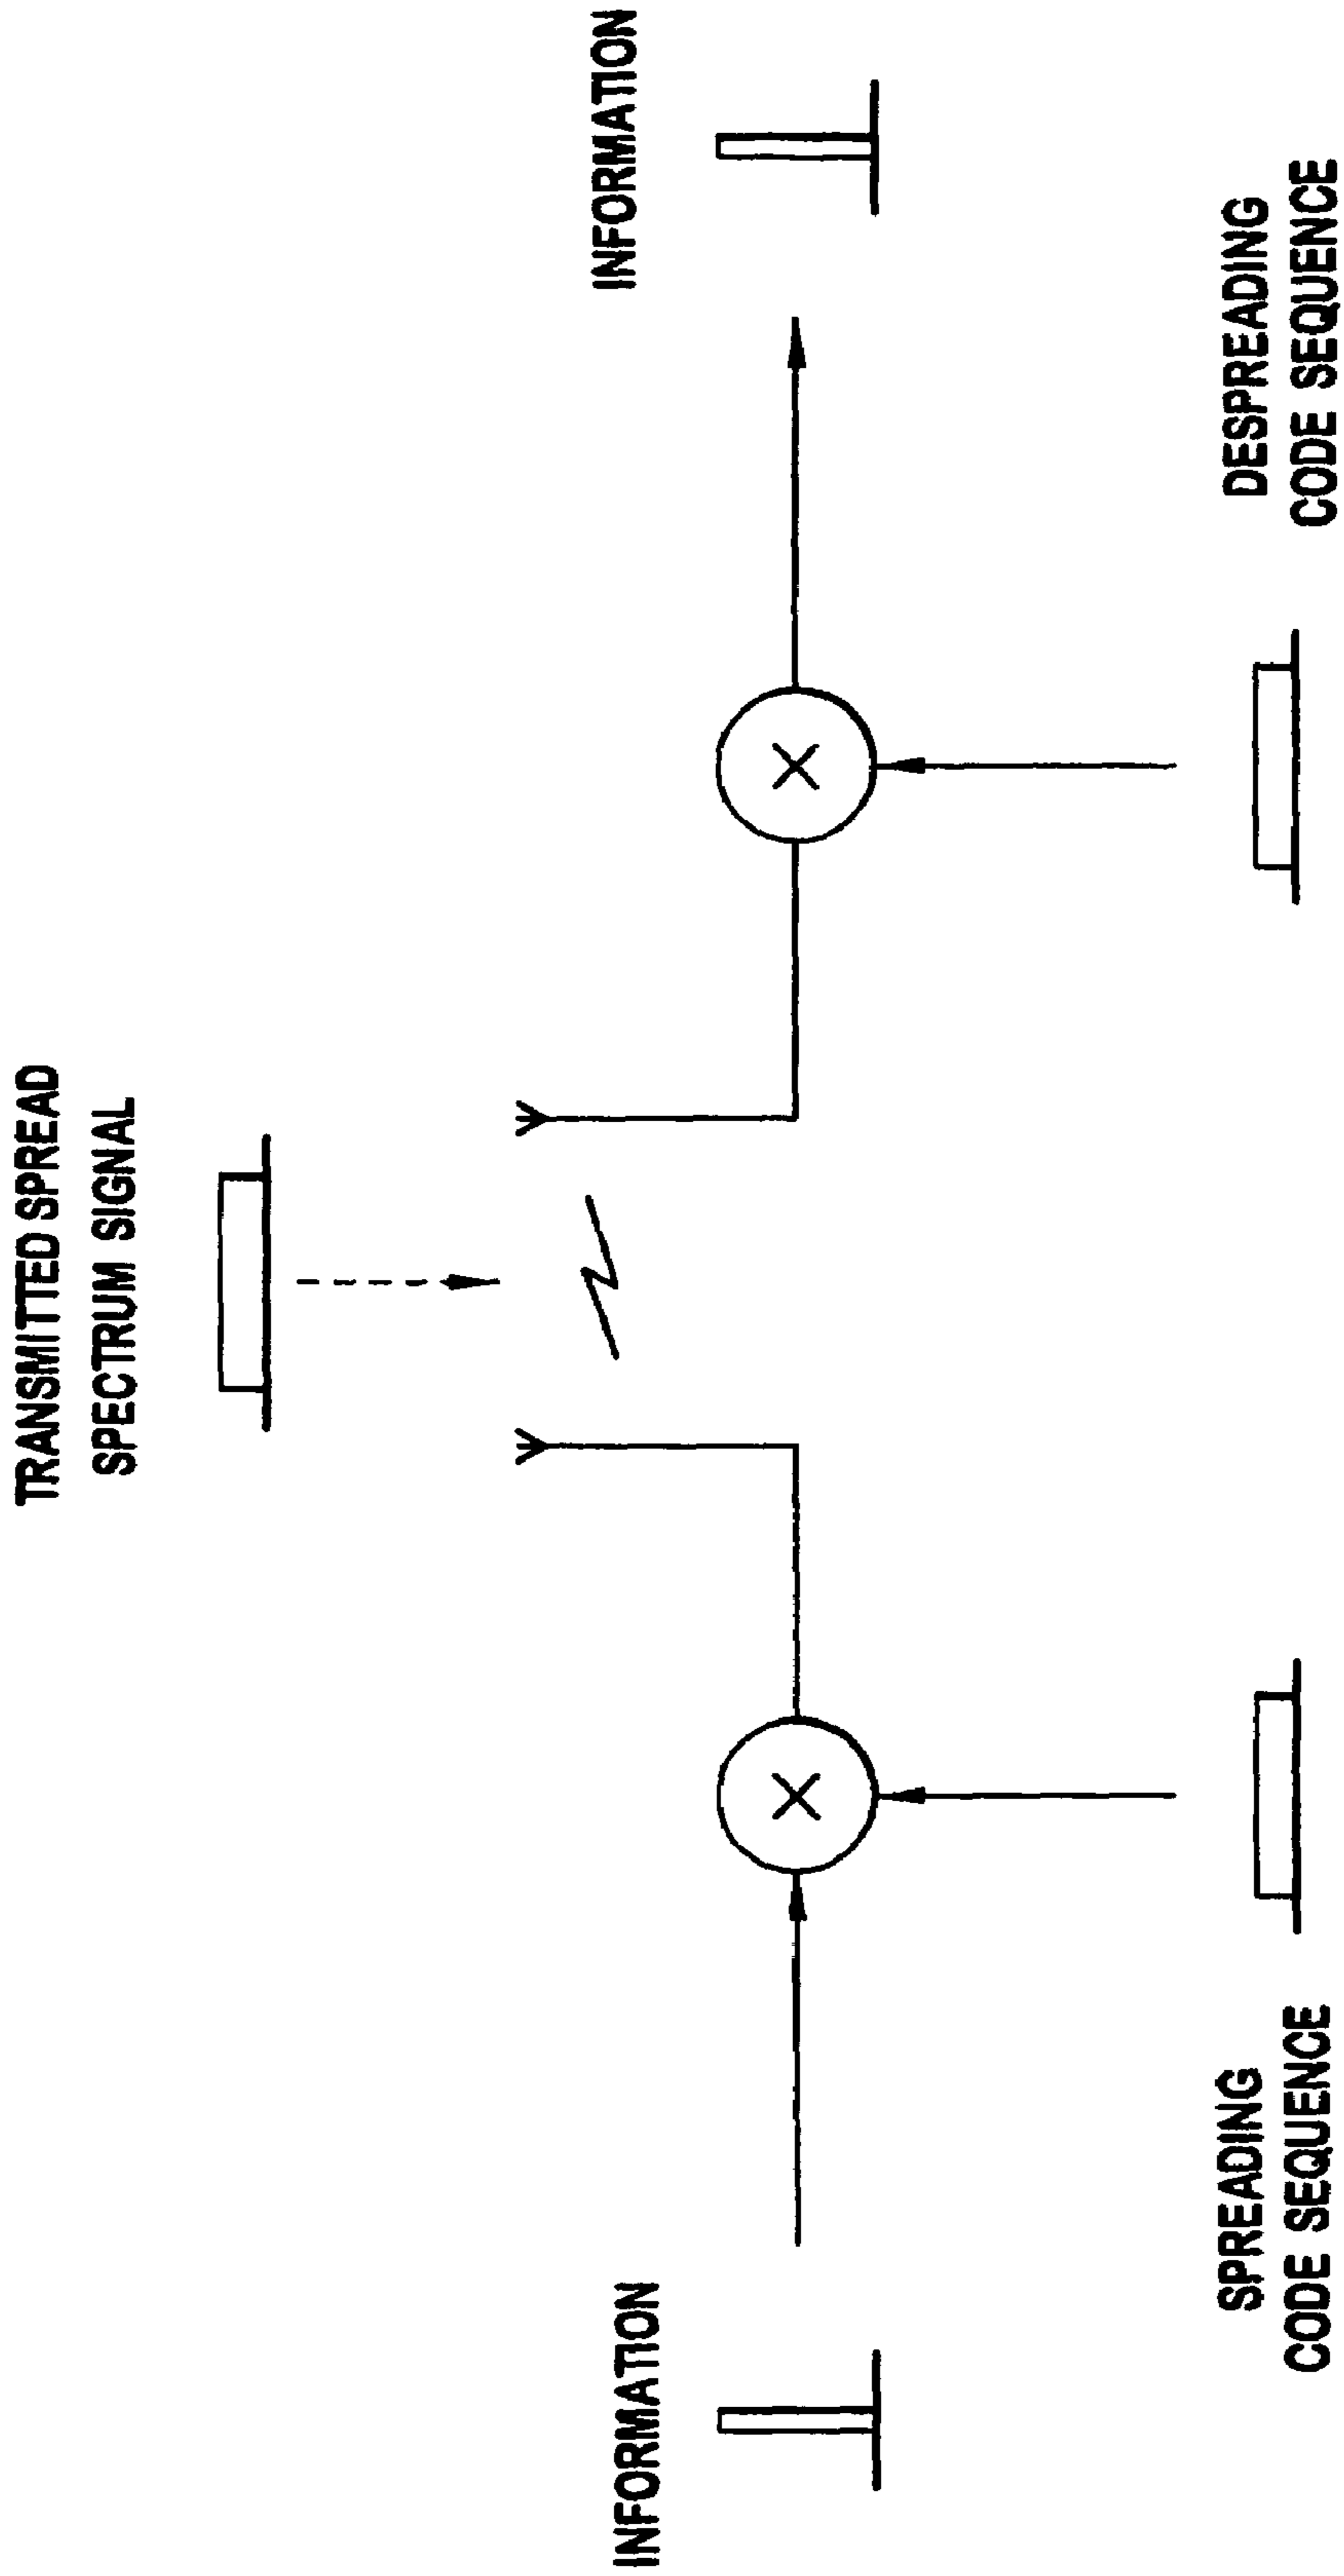 TRANSMITTED SPREAD
SPECTRUM SIGNAL
INFORMATION
INFORMATION
SPREADING
CODE SEQUENCE
DESPREADING
CODE SEQUENCE